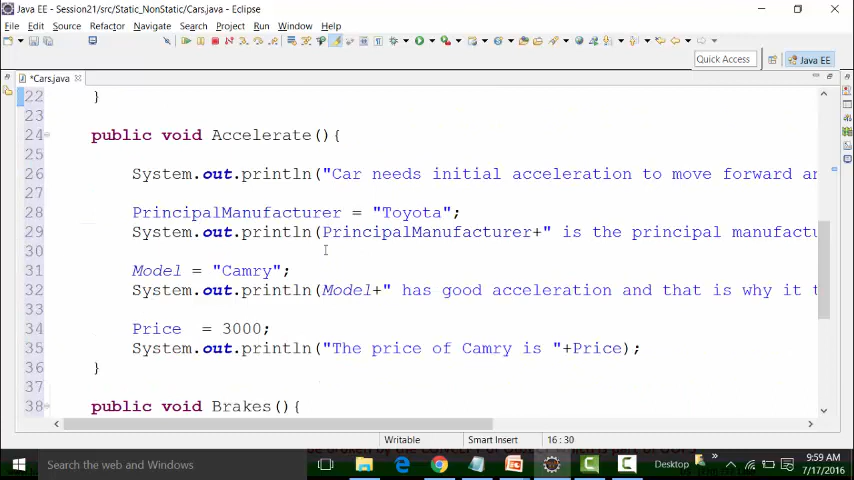 Java EE - Session21/src/Static_NonStatic/Cars.java - Eclipse
File Edit Source Refactor Navigate Search Project Run Window Help
Quick Access Java EE
*Cars.java
22 }
23
24 public void Accelerate(){
25
26 System.out.println("Car needs initial acceleration to move forward an
27
28 PrincipalManufacturer = "Toyota";
29 System.out.println(PrincipalManufacturer+" is the principal manufactu
30
31 Model = "Camry";
32 System.out.println(Model+" has good acceleration and that is why it t
33
34 Price = 3000;
35 System.out.println("The price of Camry is "+Price);
36 }
37
38 public void Brakes(){
Writable Smart Insert 16 : 30
Search the web and Windows
Desktop
9:59 AM
7/17/2016